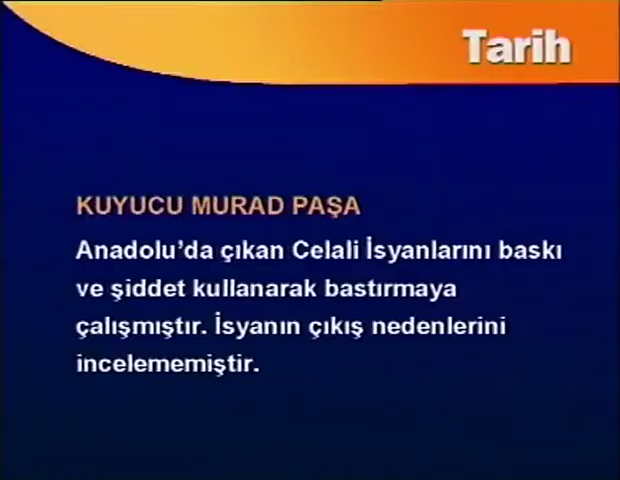 Tarih
KUYUCU MURAD PAŞA
Anadolu'da çıkan Celali İsyanlarını baskı
ve şiddet kullanarak bastırmaya
çalışmıştır. İsyanın çıkış nedenlerini
incelememiştir.